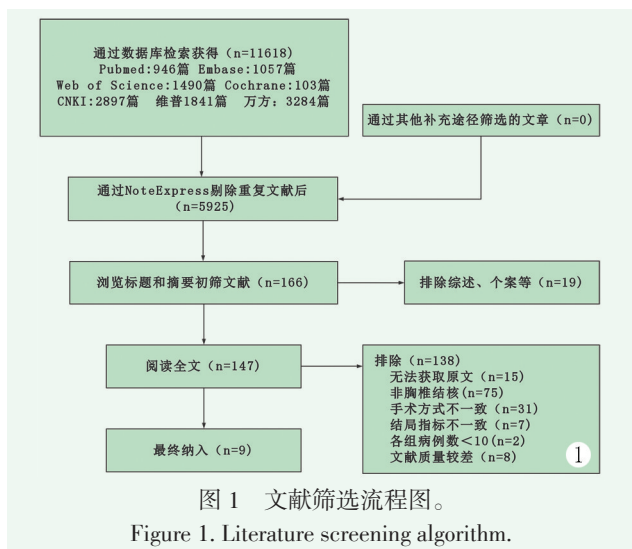 通过数据库检索获得（n=11618）
Pubmed:946篇 Embase:1057篇
Web of Science:1490篇 Cochrane:103篇
CNKI:2897篇 维普1841篇 万方：3284篇
通过其他补充途径筛选的文章（n=0）
通过NoteExpress剔除重复文献后
（n=5925）
浏览标题和摘要初筛文献（n=166）
排除综述、个案等（n=19）
阅读全文（n=147）
排除（n=138）
无法获取原文（n=15）
非胸椎结核(n=75)
手术方式不一致（n=31）
结局指标不一致（n=7）
各组病例数＜10(n=2)
文献质量较差（n=8）
最终纳入（n=9）
1
图 1 文献筛选流程图。
Figure 1. Literature screening algorithm.